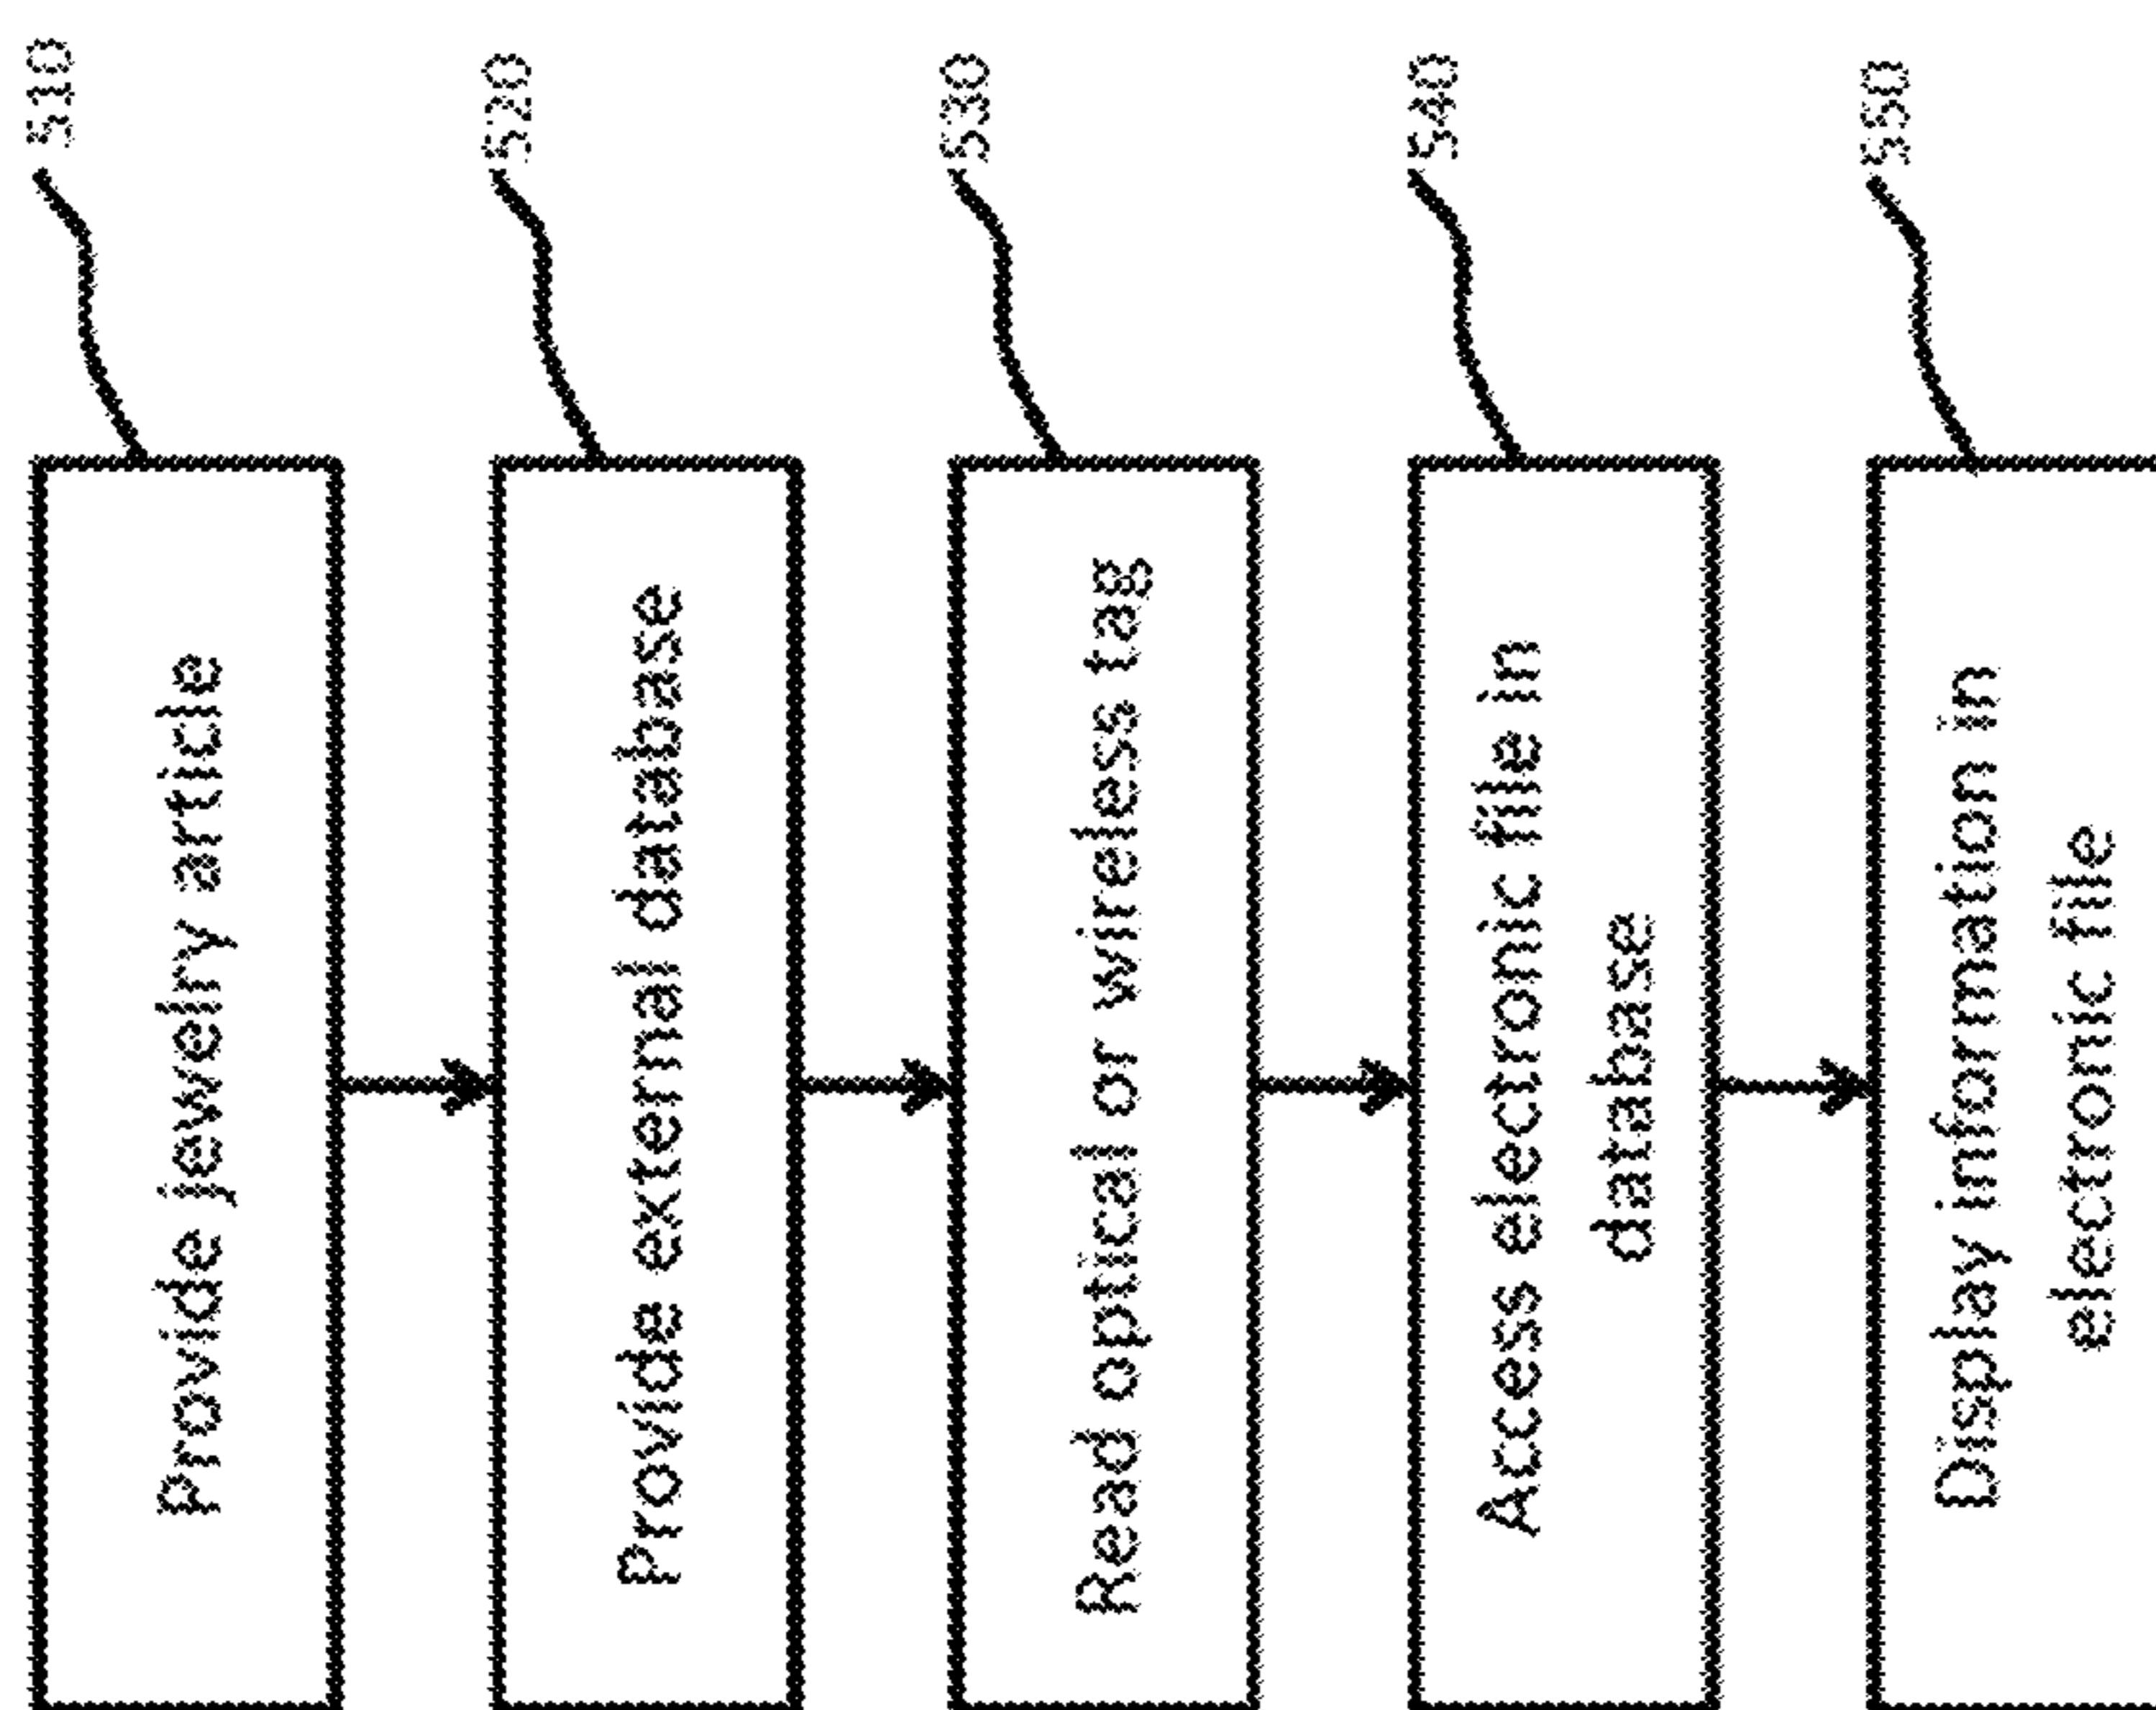 510
Provide jewelry article
520
Provide external database
530
Read optical or wireless tag
540
Access electronic file in
database
550
Display information in
electronic file